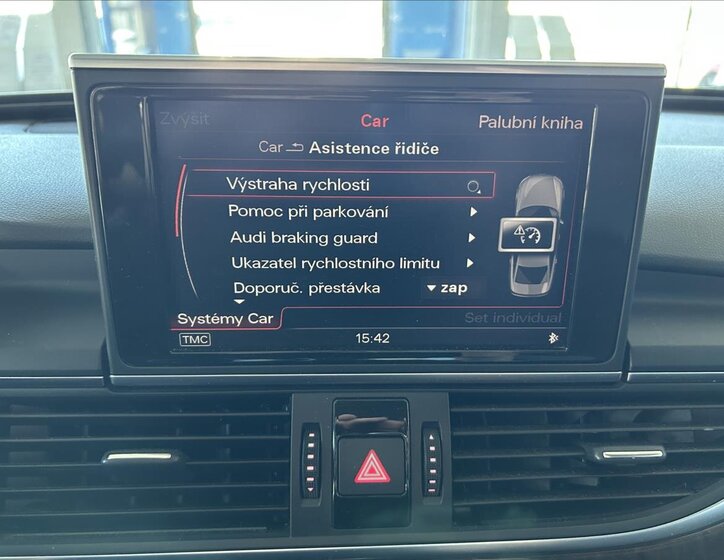 Zvýsit Car Palubní kniha
Car Asistence řidiče
Výstraha rychlosti
Pomoc při parkování
Audi braking guard
Ukazatel rychlostního limitu
Doporuč. přestávka zap
Systémy Car Set individual
TMC 15:42